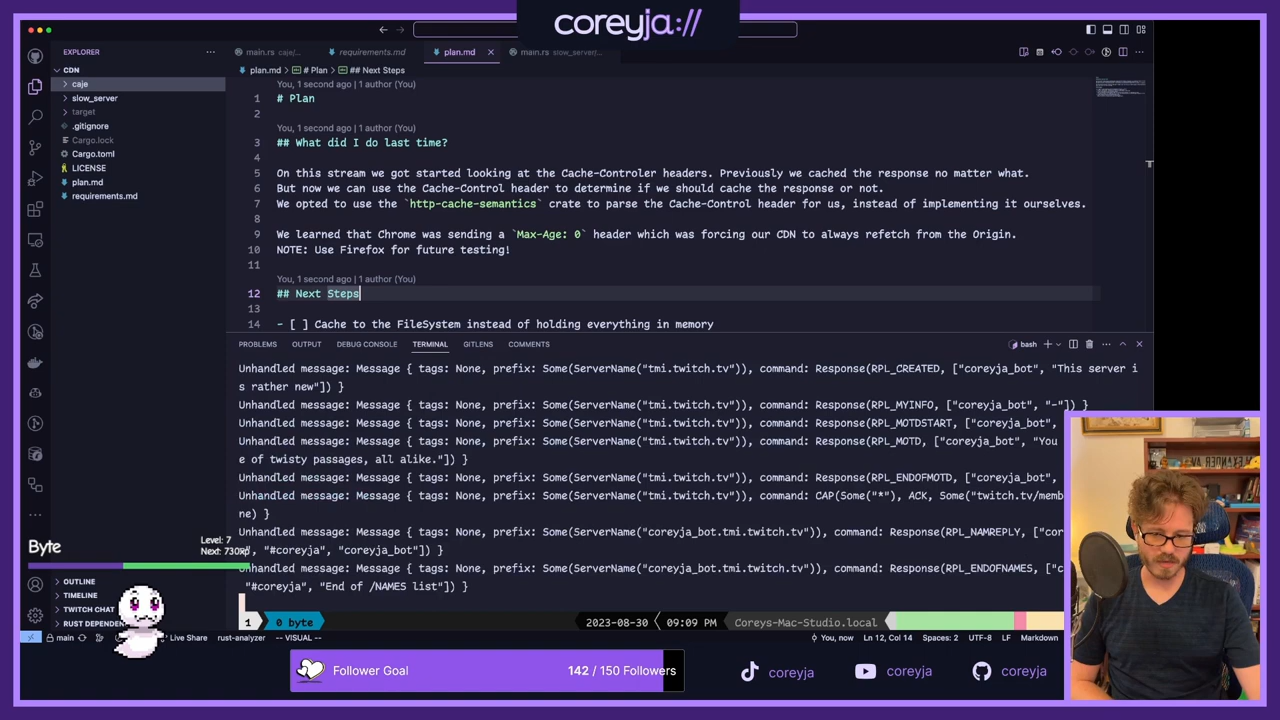 coreyja://
EXPLORER
main.rs caje/...
requirements.md
plan.md
main.rs slow_server/...
CDN
plan.md > # Plan > ## Next Steps
caje
slow_server
target
.gitignore
Cargo.lock
Cargo.toml
LICENSE
plan.md
requirements.md
You, 1 second ago | 1 author (You)
1 # Plan
2
You, 1 second ago | 1 author (You)
3 ## What did I do last time?
4
5 On this stream we got started looking at the Cache-Controler headers. Previously we cached the response no matter what.
6 But now we can use the Cache-Control header to determine if we should cache the response or not.
7 We opted to use the `http-cache-semantics` crate to parse the Cache-Control header for us, instead of implementing it ourselves.
8
9 We learned that Chrome was sending a `Max-Age: 0` header which was forcing our CDN to always refetch from the Origin.
10 NOTE: Use Firefox for future testing!
11
You, 1 second ago | 1 author (You)
12 ## Next Steps
13
14 - [ ] Cache to the FileSystem instead of holding everything in memory
PROBLEMS OUTPUT DEBUG CONSOLE TERMINAL GITLENS COMMENTS
bash
Unhandled message: Message { tags: None, prefix: Some(ServerName("tmi.twitch.tv")), command: Response(RPL_CREATED, ["coreyja_bot", "This server i
s rather new"]) }
Unhandled message: Message { tags: None, prefix: Some(ServerName("tmi.twitch.tv")), command: Response(RPL_MYINFO, ["coreyja_bot", "-"]) }
Unhandled message: Message { tags: None, prefix: Some(ServerName("tmi.twitch.tv")), command: Response(RPL_MOTDSTART, ["coreyja_bot",
Unhandled message: Message { tags: None, prefix: Some(ServerName("tmi.twitch.tv")), command: Response(RPL_MOTD, ["coreyja_bot", "You
e of twisty passages, all alike."]) }
Unhandled message: Message { tags: None, prefix: Some(ServerName("tmi.twitch.tv")), command: Response(RPL_ENDOFMOTD, ["coreyja_bot",
Unhandled message: Message { tags: None, prefix: Some(ServerName("tmi.twitch.tv")), command: CAP(Some("*"), ACK, Some("twitch.tv/memb
ne) }
Unhandled message: Message { tags: None, prefix: Some(ServerName("coreyja_bot.tmi.twitch.tv")), command: Response(RPL_NAMREPLY, ["cor
", "#coreyja", "coreyja_bot"]) }
Unhandled message: Message { tags: None, prefix: Some(ServerName("coreyja_bot.tmi.twitch.tv")), command: Response(RPL_ENDOFNAMES, ["c
"#coreyja", "End of /NAMES list"]) }
Byte
Level: 7
Next: 730xp
OUTLINE
TIMELINE
TWITCH CHAT
RUST DEPENDEN
1 0 byte
2023-08-30 09:09 PM Coreys-Mac-Studio.local
main
Live Share
rust-analyzer
-- VISUAL --
You, now
Ln 12, Col 14
Spaces: 2
UTF-8
LF
Markdown
Follower Goal
142 / 150 Followers
coreyja
coreyja
coreyja